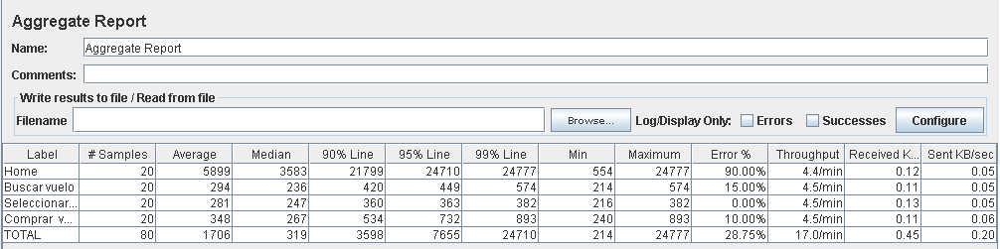 Aggregate Report
Name: Aggregate Report
Comments:
Write results to file / Read from file
Filename Browse... Log/Display Only: Errors Successes Configure
Label # Samples Average Median 90% Line 95% Line 99% Line Min Maximum Error % Throughput Received K... Sent KB/sec
Home 20 5899 3583 21799 24710 24777 554 24777 90.00% 4.4/min 0.12 0.05
Buscar vuelo 20 294 236 420 449 574 214 574 15.00% 4.5/min 0.11 0.05
Seleccionar... 20 281 247 360 363 382 216 382 0.00% 4.5/min 0.13 0.05
Comprar v... 20 348 267 534 732 893 240 893 10.00% 4.5/min 0.11 0.06
TOTAL 80 1706 319 3598 7655 24710 214 24777 28.75% 17.0/min 0.45 0.20